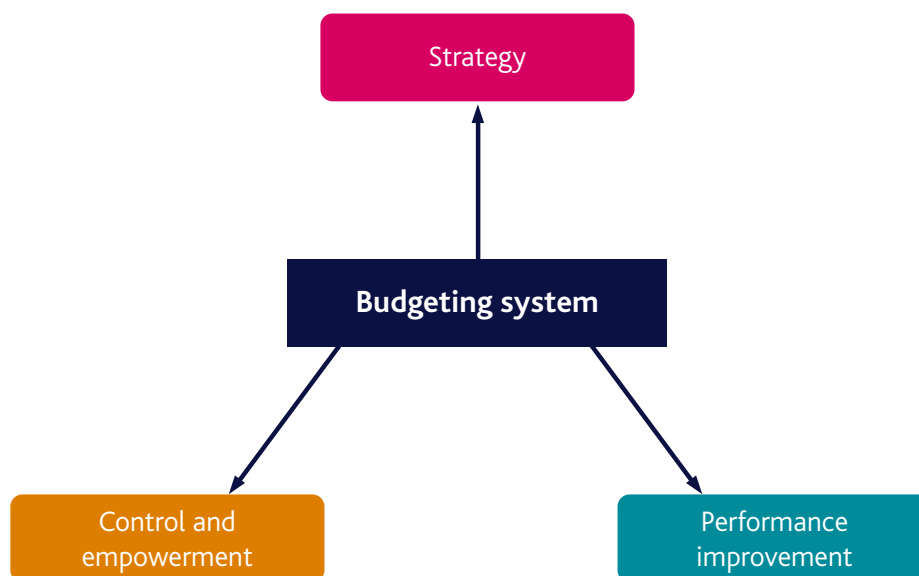 Strategy
Budgeting system
Control and
empowerment
Performance
improvement